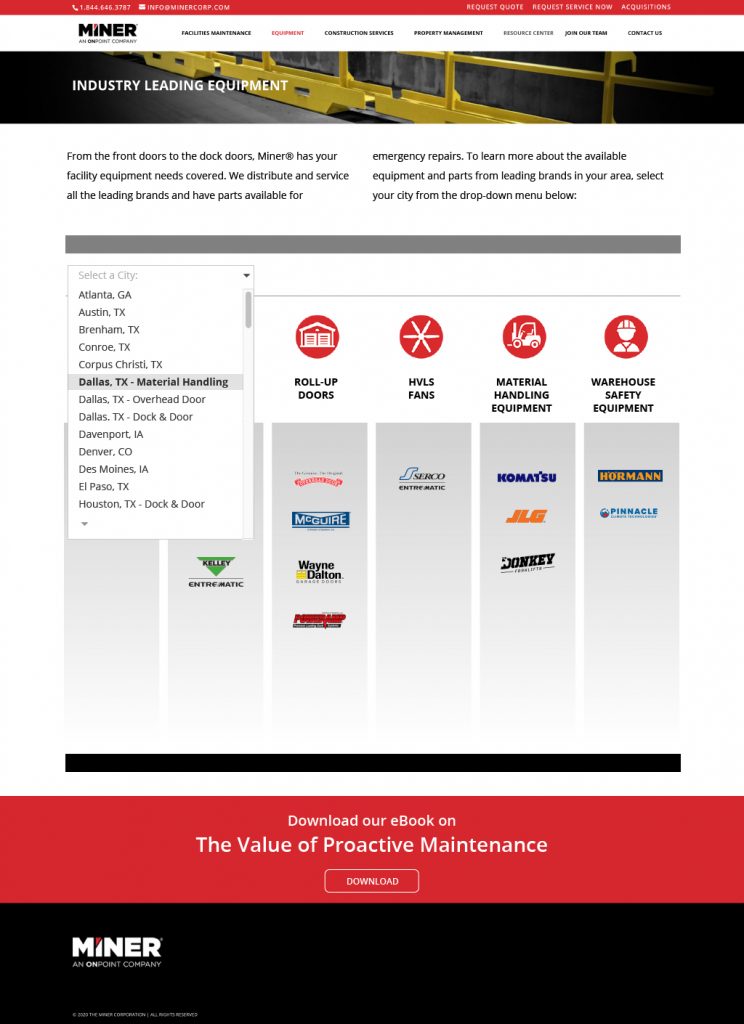 1.844.646.3787 INFO@MINERCORP.COM REQUEST QUOTE REQUEST SERVICE NOW ACQUISITIONS
MINER
AN ONPOINT COMPANY
FACILITIES MAINTENANCE EQUIPMENT CONSTRUCTION SERVICES PROPERTY MANAGEMENT RESOURCE CENTER JOIN OUR TEAM CONTACT US
INDUSTRY LEADING EQUIPMENT
From the front doors to the dock doors, Miner® has your
facility equipment needs covered. We distribute and service
all the leading brands and have parts available for
emergency repairs. To learn more about the available
equipment and parts from leading brands in your area, select
your city from the drop-down menu below:
Select a City:
Atlanta, GA
Austin, TX
Brenham, TX
Conroe, TX
Corpus Christi, TX
Dallas, TX - Material Handling
Dallas, TX - Overhead Door
Dallas. TX - Dock & Door
Davenport, IA
Denver, CO
Des Moines, IA
El Paso, TX
Houston, TX - Dock & Door
KELLEY
ENTREMATIC
ROLL-UP
DOORS
The Genuine. The Original.
McGUIRE
Wayne
Dalton
GARAGE DOORS
POWERAMP
HVLS
FANS
SERCO
ENTREMATIC
MATERIAL
HANDLING
EQUIPMENT
KOMATSU
JLG
DONKEY
FORKLIFTS
WAREHOUSE
SAFETY
EQUIPMENT
HÖRMANN
PINNACLE
CLIMATE TECHNOLOGIES
Download our eBook on
The Value of Proactive Maintenance
DOWNLOAD
MINER®
AN ONPOINT COMPANY
© 2020 THE MINER CORPORATION | ALL RIGHTS RESERVED